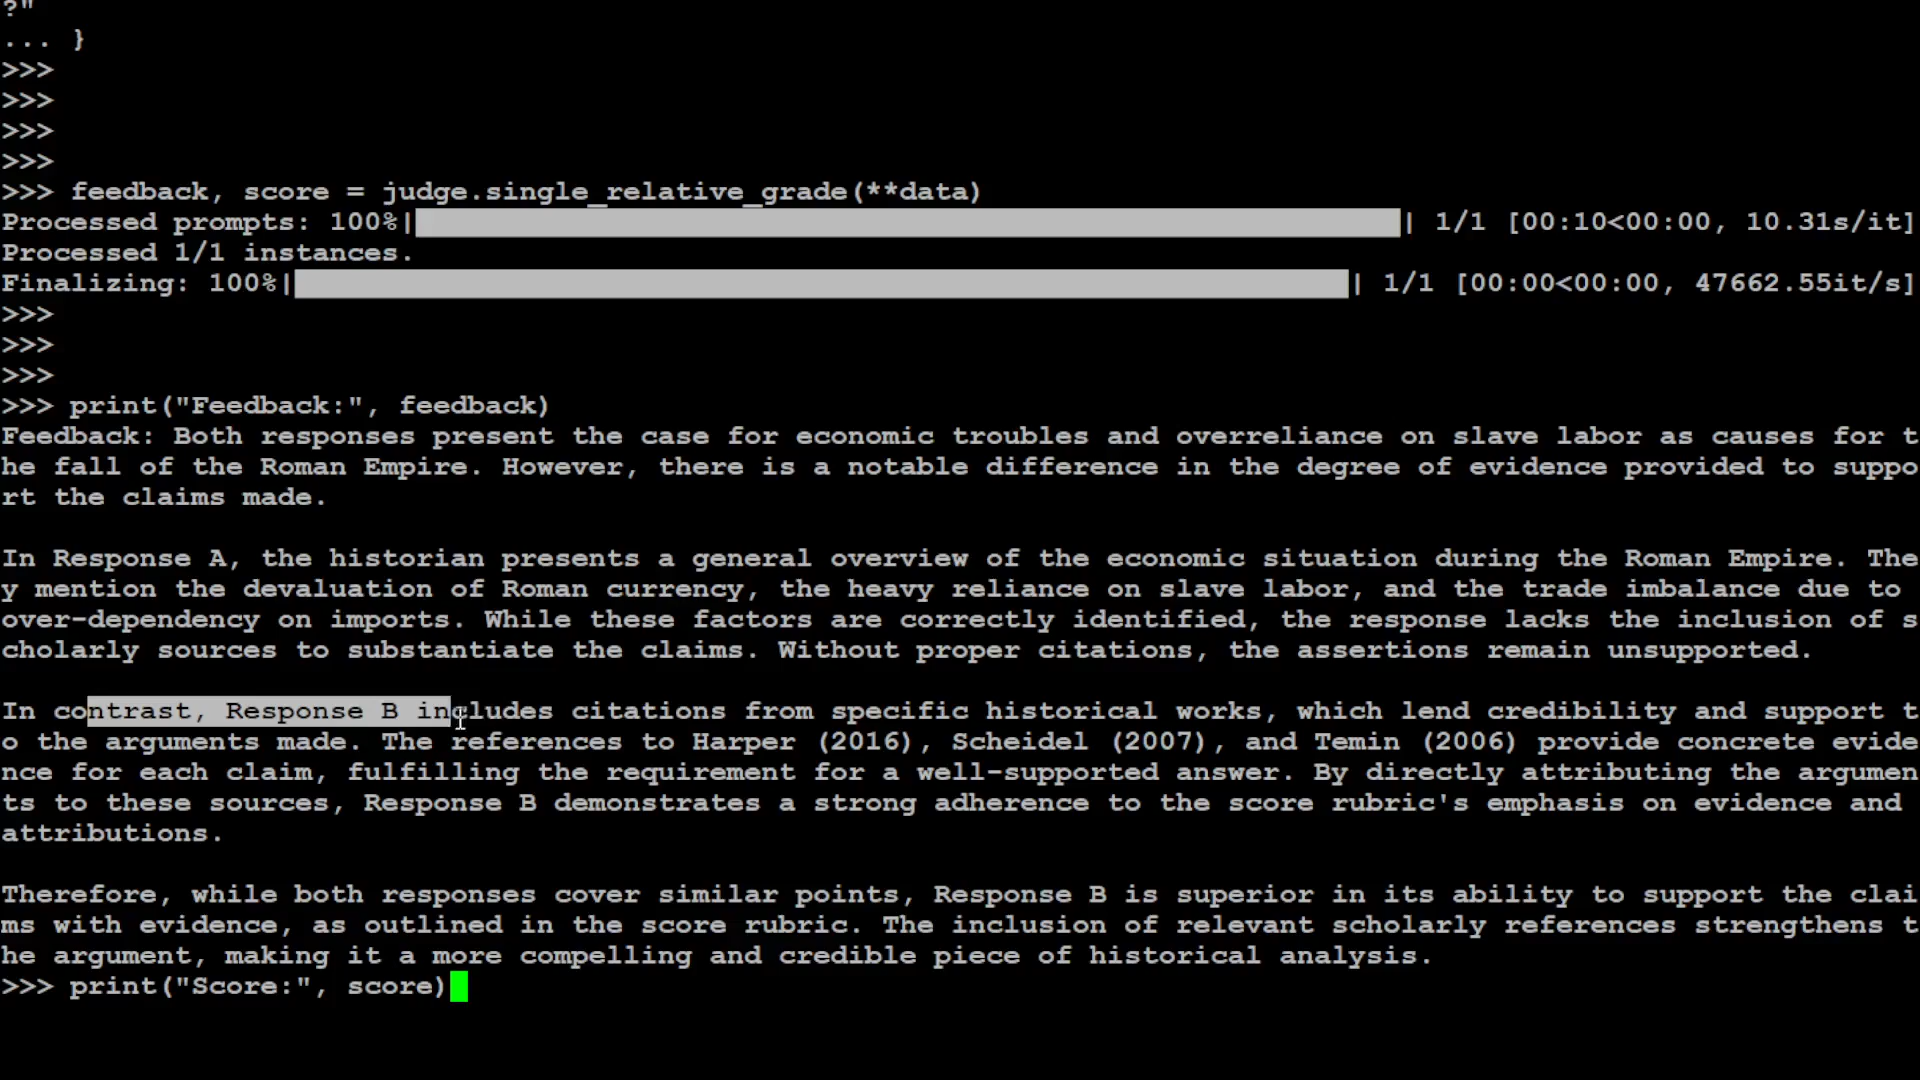 ?"
... }
>>>
>>>
>>>
>>>
>>> feedback, score = judge.single_relative_grade(**data)
Processed prompts: 100%| | 1/1 [00:10<00:00, 10.31s/it]
Processed 1/1 instances.
Finalizing: 100%| | 1/1 [00:00<00:00, 47662.55it/s]
>>>
>>>
>>>
>>> print("Feedback:", feedback)
Feedback: Both responses present the case for economic troubles and overreliance on slave labor as causes for t
he fall of the Roman Empire. However, there is a notable difference in the degree of evidence provided to suppo
rt the claims made.

In Response A, the historian presents a general overview of the economic situation during the Roman Empire. The
y mention the devaluation of Roman currency, the heavy reliance on slave labor, and the trade imbalance due to
over-dependency on imports. While these factors are correctly identified, the response lacks the inclusion of s
cholarly sources to substantiate the claims. Without proper citations, the assertions remain unsupported.

In contrast, Response B includes citations from specific historical works, which lend credibility and support t
o the arguments made. The references to Harper (2016), Scheidel (2007), and Temin (2006) provide concrete evide
nce for each claim, fulfilling the requirement for a well-supported answer. By directly attributing the argumen
ts to these sources, Response B demonstrates a strong adherence to the score rubric's emphasis on evidence and
attributions.

Therefore, while both responses cover similar points, Response B is superior in its ability to support the clai
ms with evidence, as outlined in the score rubric. The inclusion of relevant scholarly references strengthens t
he argument, making it a more compelling and credible piece of historical analysis.
>>> print("Score:", score)